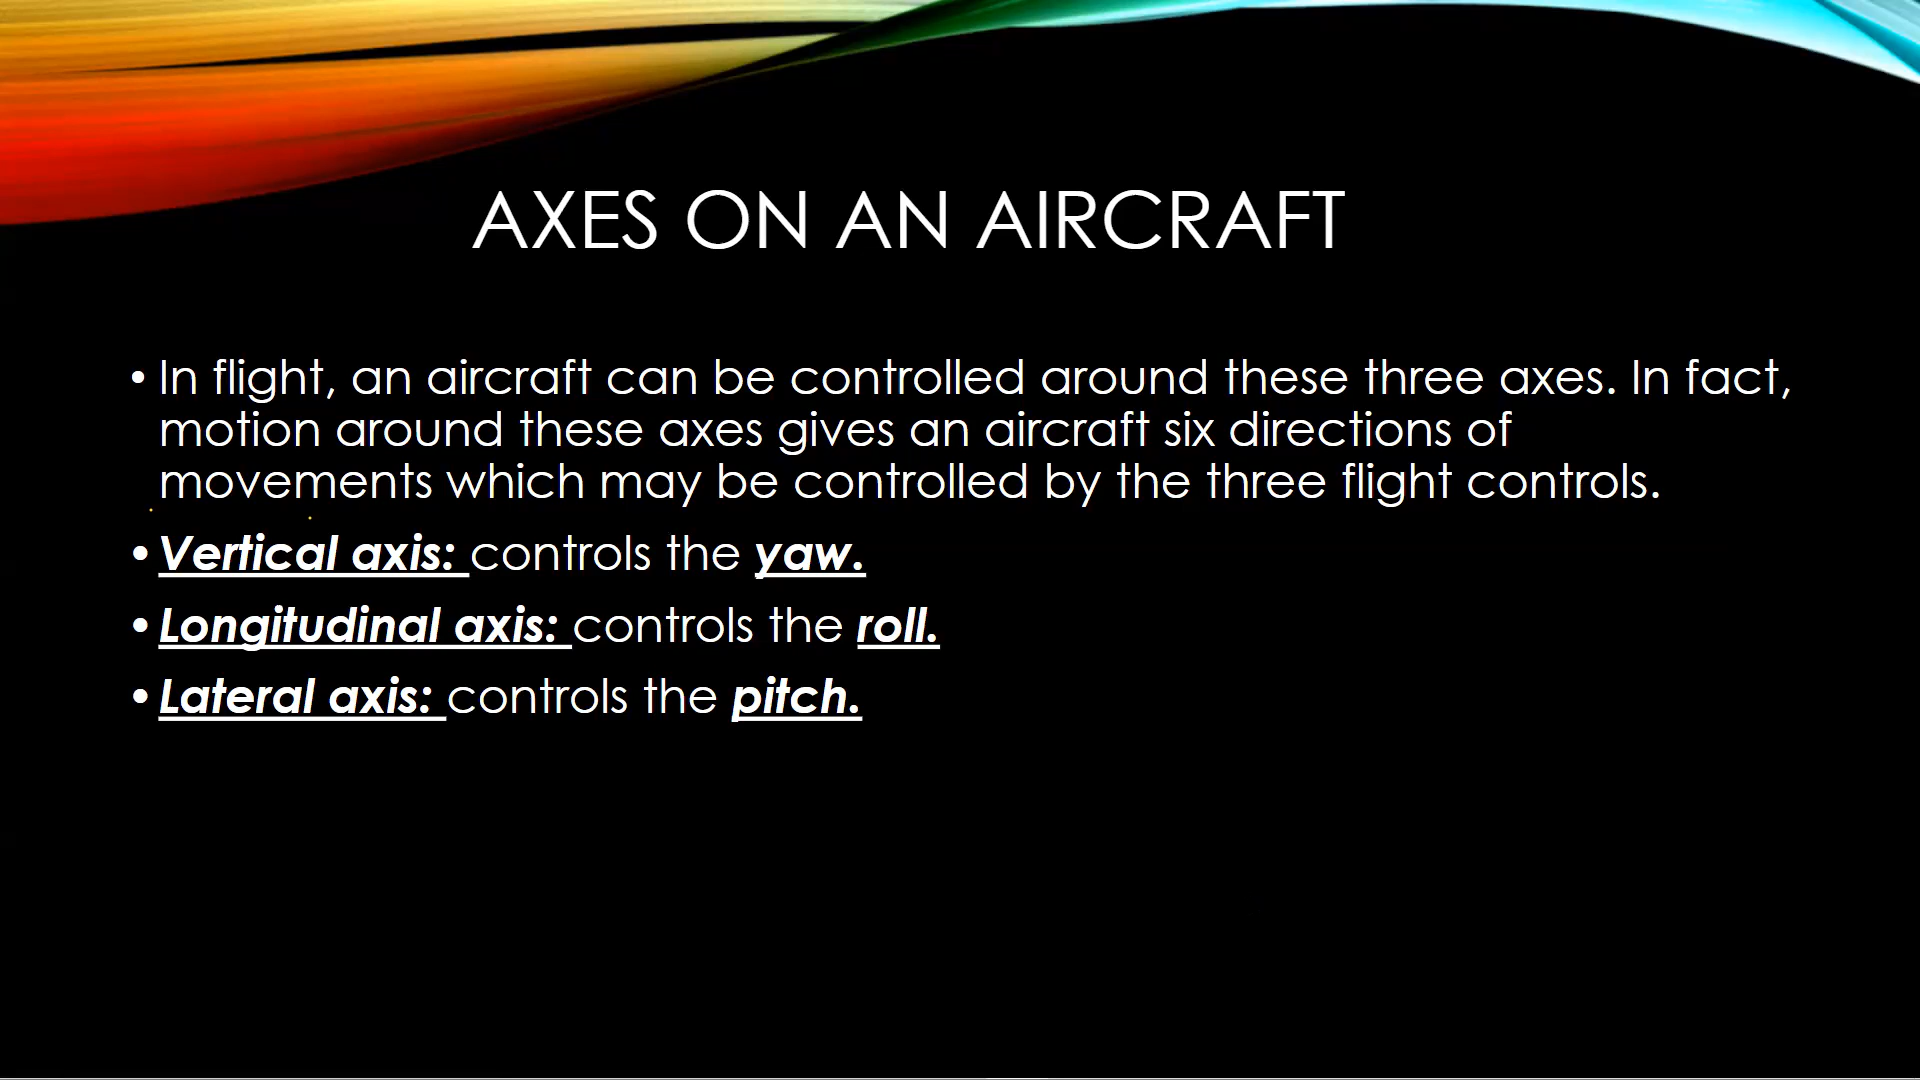 AXES ON AN AIRCRAFT
• In flight, an aircraft can be controlled around these three axes. In fact,
motion around these axes gives an aircraft six directions of
movements which may be controlled by the three flight controls.
• Vertical axis: controls the yaw.
• Longitudinal axis: controls the roll.
• Lateral axis: controls the pitch.